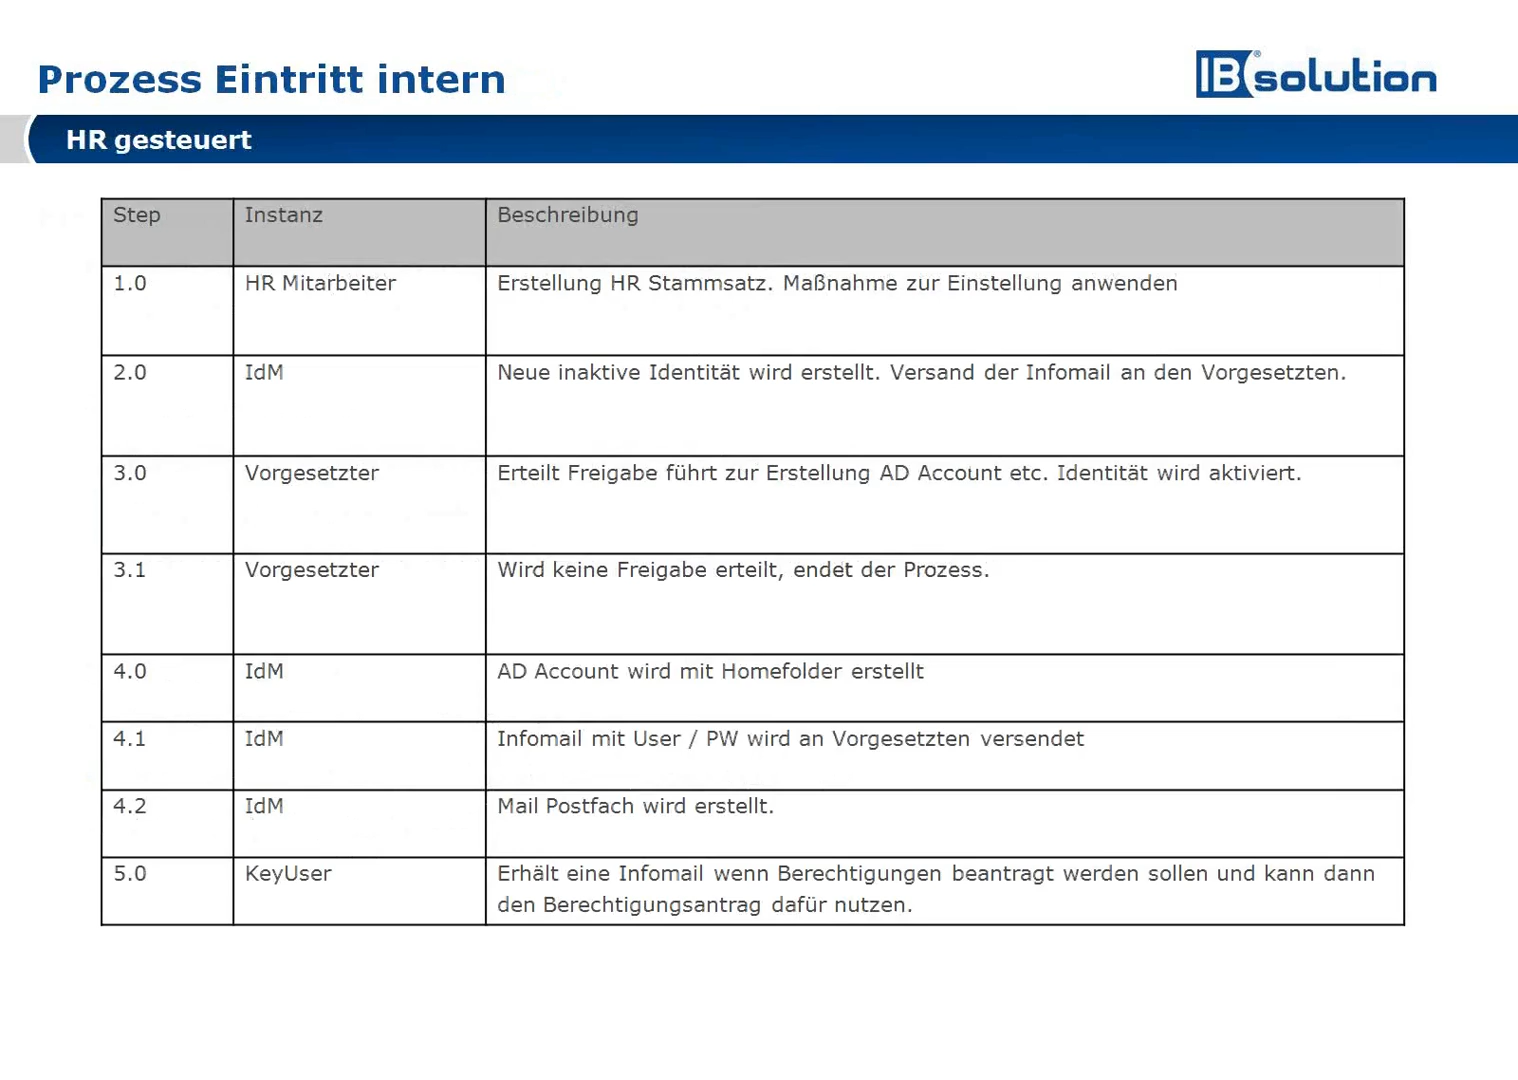 Prozess Eintritt intern
IBsolution®
HR gesteuert
Step Instanz Beschreibung
1.0 HR Mitarbeiter Erstellung HR Stammsatz. Maßnahme zur Einstellung anwenden
2.0 IdM Neue inaktive Identität wird erstellt. Versand der Infomail an den Vorgesetzten.
3.0 Vorgesetzter Erteilt Freigabe führt zur Erstellung AD Account etc. Identität wird aktiviert.
3.1 Vorgesetzter Wird keine Freigabe erteilt, endet der Prozess.
4.0 IdM AD Account wird mit Homefolder erstellt
4.1 IdM Infomail mit User / PW wird an Vorgesetzten versendet
4.2 IdM Mail Postfach wird erstellt.
5.0 KeyUser Erhält eine Infomail wenn Berechtigungen beantragt werden sollen und kann dann
den Berechtigungsantrag dafür nutzen.